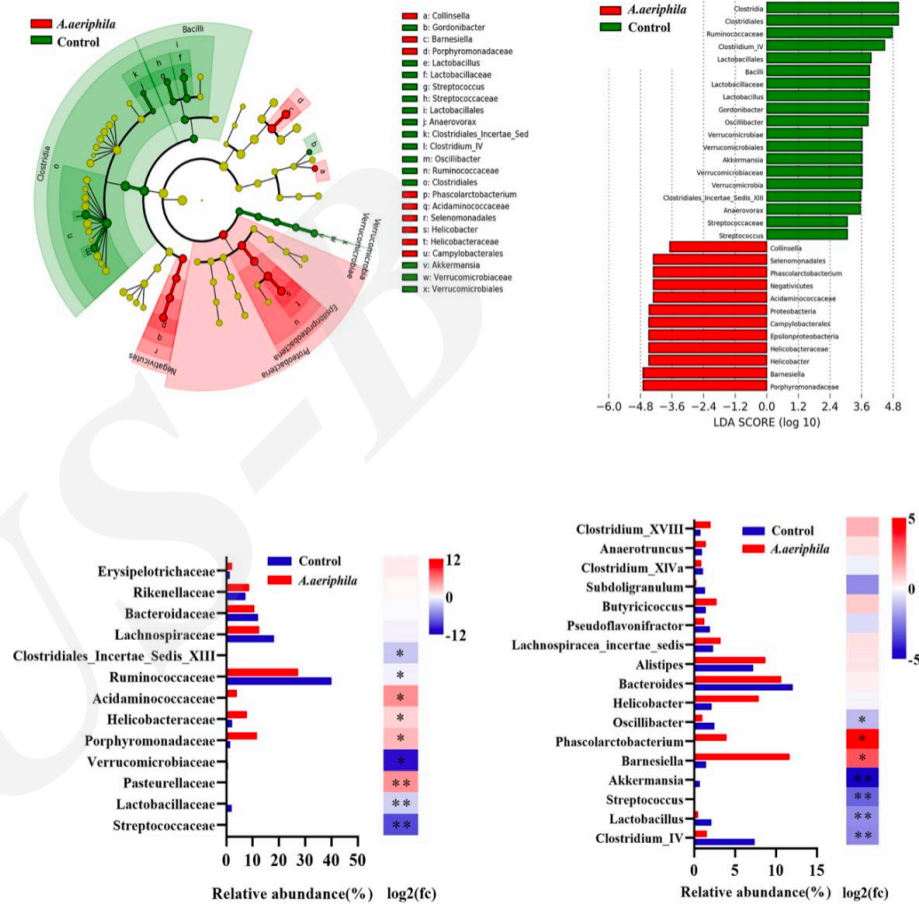 A.aeriphila
Control
Bacilli
Clostridia
Verrucomicrobia
Verrucomicrobiae
Epsilonproteobacteria
Proteobacteria
Negativicutes
a: Collinsella
b: Gordonibacter
c: Barnesiella
d: Porphyromonadaceae
e: Lactobacillus
f: Lactobacillaceae
g: Streptococcus
h: Streptococcaceae
i: Lactobacillales
j: Anaerovorax
k: Clostridiales_Incertae_Sed
l: Clostridium_IV
m: Oscillibacter
n: Ruminococcaceae
o: Clostridiales
p: Phascolarctobacterium
q: Acidaminococcaceae
r: Selenomonadales
s: Helicobacter
t: Helicobacteraceae
u: Campylobacterales
v: Akkermansia
w: Verrucomicrobiaceae
x: Verrucomicrobiales
A.aeriphila
Control
Clostridia
Clostridiales
Ruminococcaceae
Clostridium_IV
Lactobacillales
Bacilli
Lactobacillaceae
Lactobacillus
Gordonibacter
Oscillibacter
Verrucomicrobiae
Verrucomicrobiales
Akkermansia
Verrucomicrobiaceae
Verrucomicrobia
Clostridiales_Incertae_Sedis_XIII
Anaerovorax
Streptococcaceae
Streptococcus
Collinsella
Selenomonadales
Phascolarctobacterium
Negativicutes
Acidaminococcaceae
Proteobacteria
Campylobacterales
Epsilonproteobacteria
Helicobacteraceae
Helicobacter
Barnesiella
Porphyromonadaceae
−6.0 −4.8 −3.6 −2.4 −1.2 0.0 1.2 2.4 3.6 4.8
LDA SCORE (log 10)
Control
A.aeriphila
Erysipelotrichaceae
Rikenellaceae
Bacteroidaceae
Lachnospiraceae
Clostridiales_Incertae_Sedis_XIII
Ruminococcaceae
Acidaminococcaceae
Helicobacteraceae
Porphyromonadaceae
Verrucomicrobiaceae
Pasteurellaceae
Lactobacillaceae
Streptococcaceae
0 10 20 30 40 50
Relative abundance(%) log2(fc)
12
0
-12
*
*
*
*
*
*
**
**
**
Control
A.aeriphila
Clostridium_XVIII
Anaerotruncus
Clostridium_XIVa
Subdoligranulum
Butyricicoccus
Pseudoflavonifractor
Lachnospiracea_incertae_sedis
Alistipes
Bacteroides
Helicobacter
Oscillibacter
Phascolarctobacterium
Barnesiella
Akkermansia
Streptococcus
Lactobacillus
Clostridium_IV
0 5 10 15
Relative abundance(%) log2(fc)
5
0
-5
*
*
*
**
**
**
**